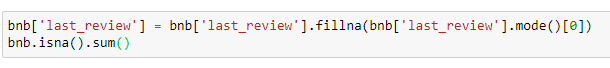 bnb['last_review'] = bnb['last_review'].fillna(bnb['last_review'].mode()[0])
bnb.isna().sum()